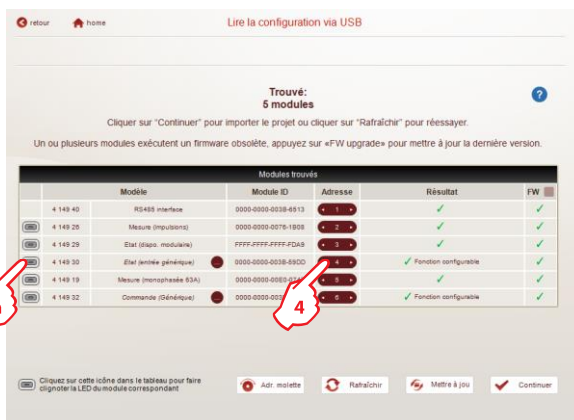 retour home Lire la configuration via USB
Trouvé:
5 modules
Cliquer sur "Continuer" pour importer le projet ou cliquer sur "Rafraîchir" pour réessayer.
Un ou plusieurs modules exécutent un firmware obsolète, appuyez sur «FW upgrade» pour mettre à jour la dernière version.
Modules trouvés
Modèle Module ID Adresse Résultat FW
4 149 40 RS485 interface 0000-0000-003B-6513 1
4 149 26 Mesure (impulsions) 0000-0000-0076-1808 2
4 149 29 Etat (dispo. modulaire) FFFF-FFFF-FFFF-FDA8 3
4 149 30 Etat (entrée générique) ... 0000-0000-003B-59DD 4 Fonction configurable
4 149 19 Mesure (monophasée 63A) 5
4 149 32 Commande (Générique) ... 6 Fonction configurable
4
Cliquez sur cette icône dans le tableau pour faire
clignoter la LED du module correspondant
Adr. molette Rafraîchir Mettre à jou Continuer